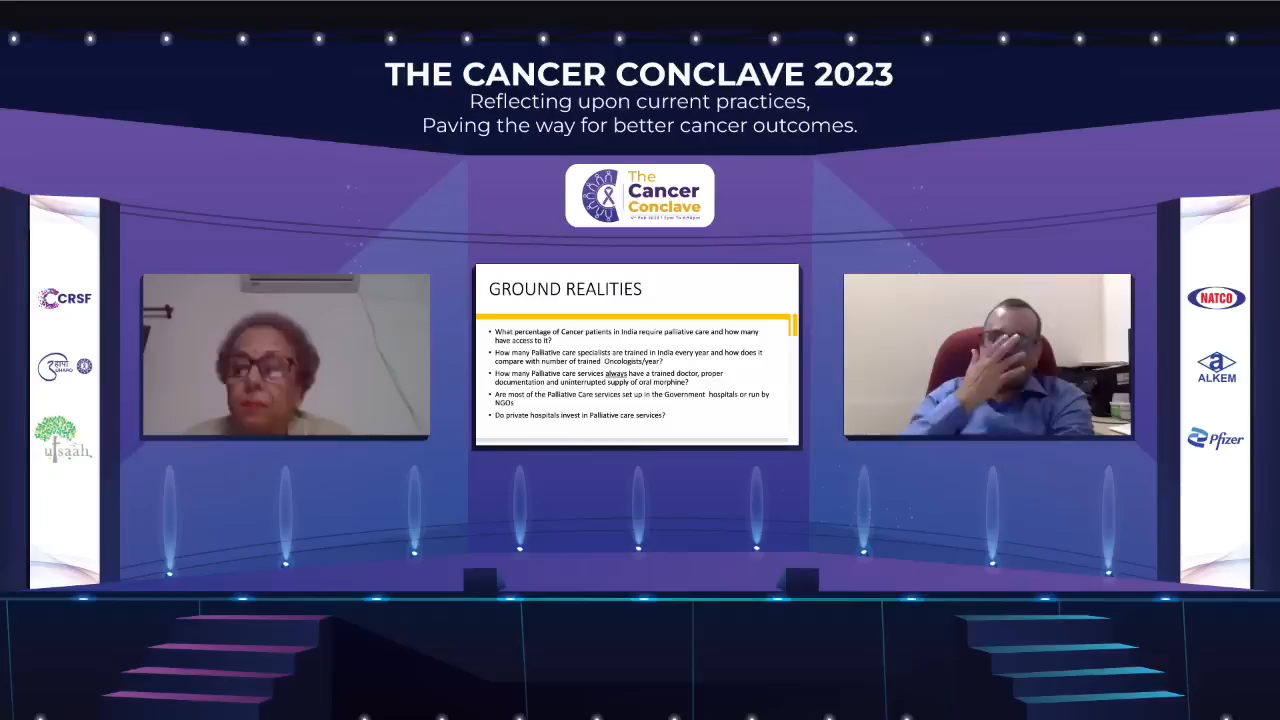 THE CANCER CONCLAVE 2023
Reflecting upon current practices,
Paving the way for better cancer outcomes.
The
Cancer
Conclave
GROUND REALITIES
• What percentage of Cancer patients in India require palliative care and how many
have access to it?
• How many Palliative care specialists are trained in India every year and how does it
compare with number of trained Oncologists/year?
• How many Palliative care services always have a trained doctor, proper
documentation and uninterrupted supply of oral morphine?
• Are most of the Palliative Care services set up in the Government hospitals or run by
NGOs
• Do private hospitals invest in Palliative care services?
CRSF
utsaah
NATCO
ALKEM
Pfizer